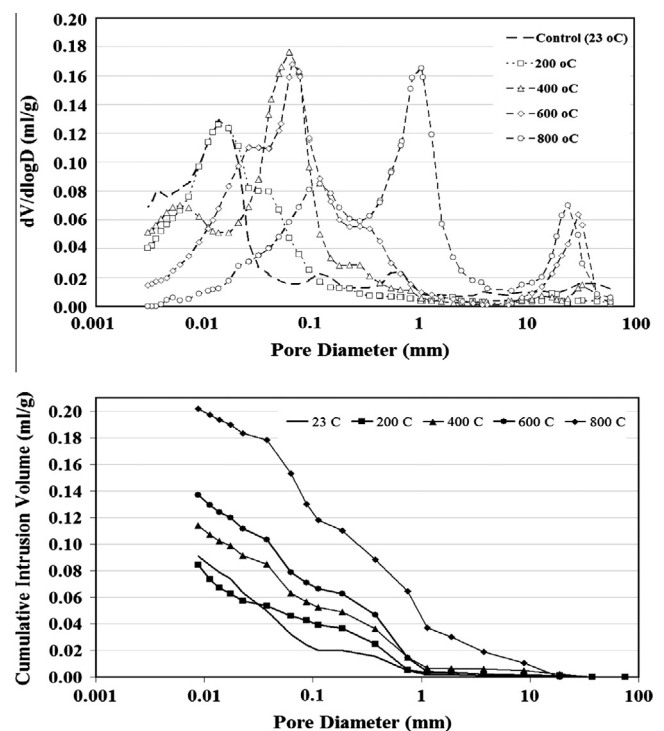 0.20
0.18
0.16
0.14
0.12
0.10
0.08
0.06
0.04
0.02
0.00
dV/dlogD (ml/g)
Control (23 oC)
200 oC
400 oC
600 oC
800 oC
0.001 0.01 0.1 1 10 100
Pore Diameter (mm)
0.20
0.18
0.16
0.14
0.12
0.10
0.08
0.06
0.04
0.02
0.00
Cumulative Intrusion Volume (ml/g)
23 C 200 C 400 C 600 C 800 C
0.001 0.01 0.1 1 10 100
Pore Diameter (mm)